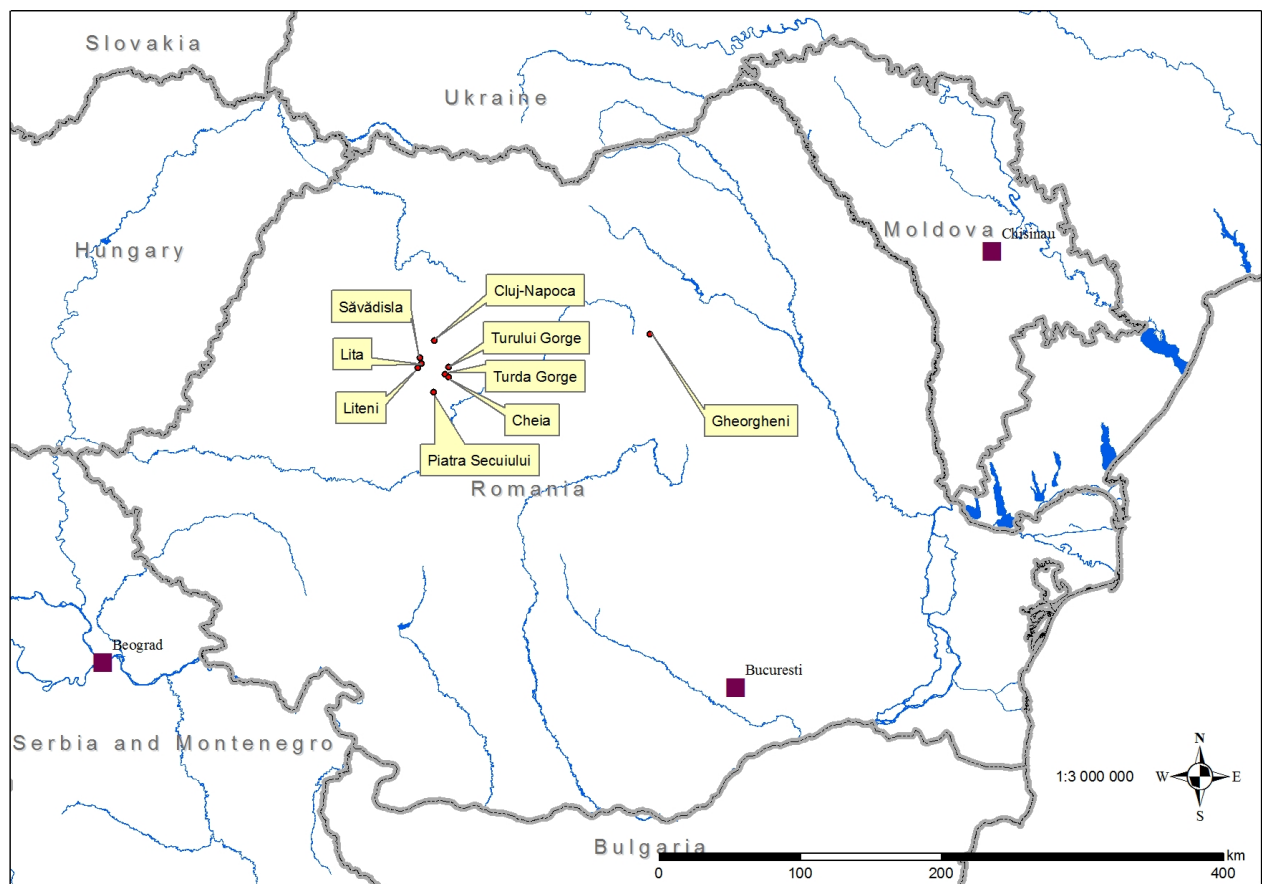 Slovakia
Ukraine
Hungary
Moldova
Chisinau
Cluj-Napoca
Săvădisla
Turului Gorge
Lita
Turda Gorge
Liteni
Cheia
Gheorgheni
Piatra Secuiului
Romania
Beograd
Bucuresti
Serbia and Montenegro
N
1:3 000 000
W
E
S
Bulgaria
km
0
100
200
400